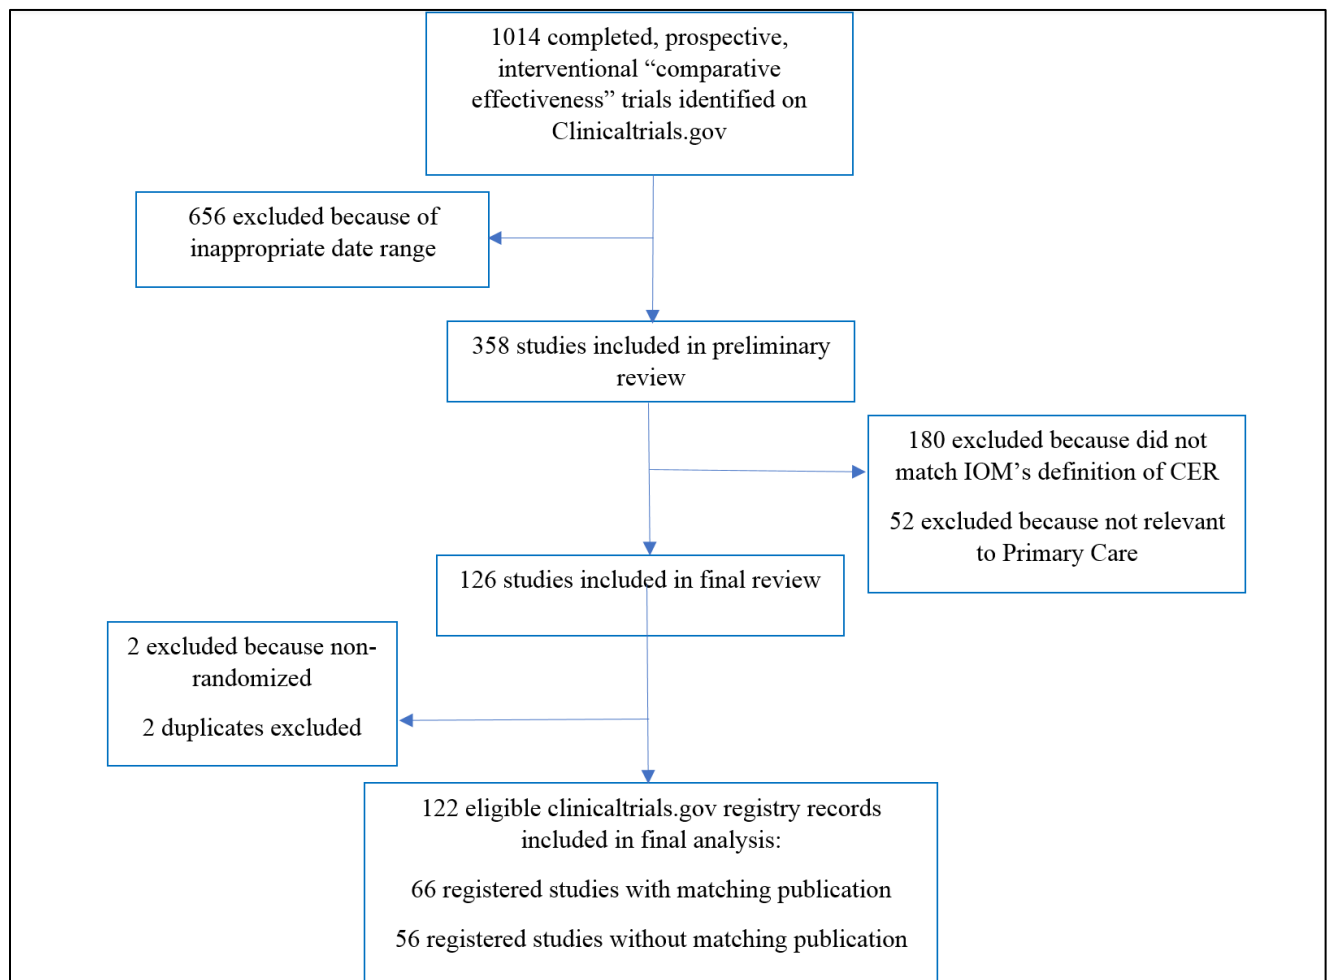 1014 completed, prospective,
interventional “comparative
effectiveness” trials identified on
Clinicaltrials.gov
656 excluded because of
inappropriate date range
358 studies included in preliminary
review
180 excluded because did not
match IOM’s definition of CER
52 excluded because not relevant
to Primary Care
126 studies included in final review
2 excluded because non-
randomized
2 duplicates excluded
122 eligible clinicaltrials.gov registry records
included in final analysis:
66 registered studies with matching publication
56 registered studies without matching publication